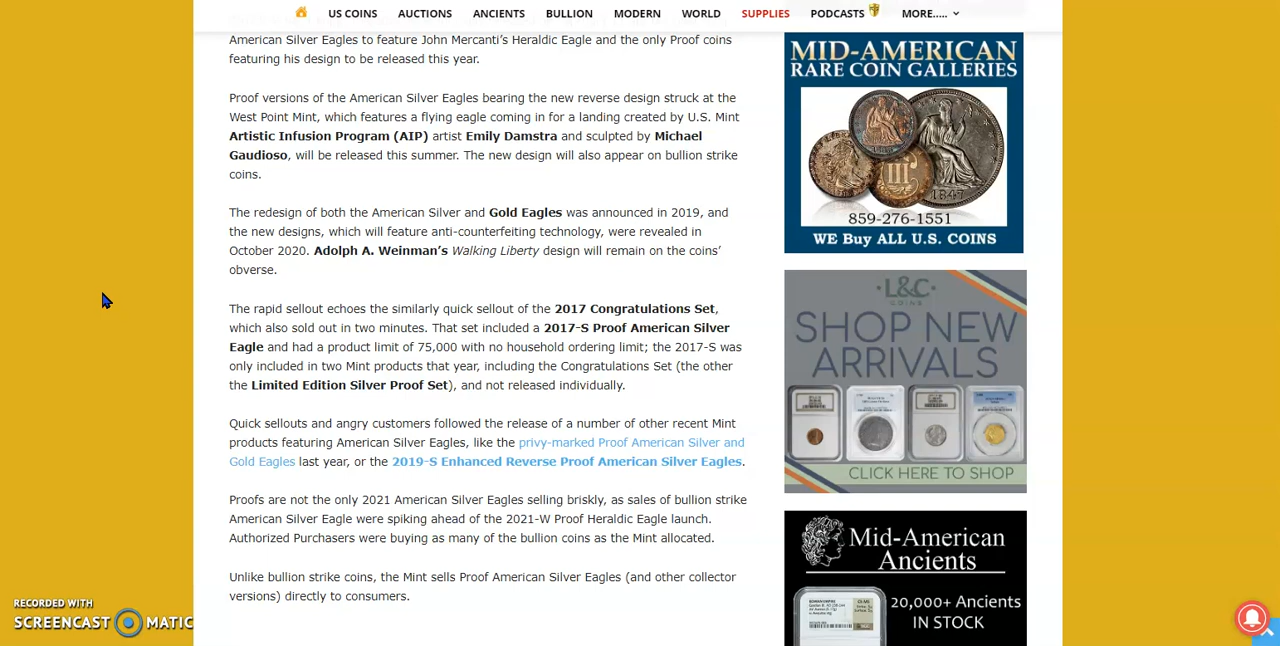 US COINS AUCTIONS ANCIENTS BULLION MODERN WORLD SUPPLIES PODCASTS MORE.....
American Silver Eagles to feature John Mercanti's Heraldic Eagle and the only Proof coins
featuring his design to be released this year.
Proof versions of the American Silver Eagles bearing the new reverse design struck at the
West Point Mint, which features a flying eagle coming in for a landing created by U.S. Mint
Artistic Infusion Program (AIP) artist Emily Damstra and sculpted by Michael
Gaudioso, will be released this summer. The new design will also appear on bullion strike
coins.
The redesign of both the American Silver and Gold Eagles was announced in 2019, and
the new designs, which will feature anti-counterfeiting technology, were revealed in
October 2020. Adolph A. Weinman's Walking Liberty design will remain on the coins'
obverse.
The rapid sellout echoes the similarly quick sellout of the 2017 Congratulations Set,
which also sold out in two minutes. That set included a 2017-S Proof American Silver
Eagle and had a product limit of 75,000 with no household ordering limit; the 2017-S was
only included in two Mint products that year, including the Congratulations Set (the other
the Limited Edition Silver Proof Set), and not released individually.
Quick sellouts and angry customers followed the release of a number of other recent Mint
products featuring American Silver Eagles, like the privy-marked Proof American Silver and
Gold Eagles last year, or the 2019-S Enhanced Reverse Proof American Silver Eagles.
Proofs are not the only 2021 American Silver Eagles selling briskly, as sales of bullion strike
American Silver Eagle were spiking ahead of the 2021-W Proof Heraldic Eagle launch.
Authorized Purchasers were buying as many of the bullion coins as the Mint allocated.
Unlike bullion strike coins, the Mint sells Proof American Silver Eagles (and other collector
versions) directly to consumers.
MID-AMERICAN
RARE COIN GALLERIES
III
1847
859-276-1551
WE Buy ALL U.S. COINS
L&C
COINS
SHOP NEW
ARRIVALS
CLICK HERE TO SHOP
Mid-American
Ancients
20,000+ Ancients
IN STOCK
RECORDED WITH
SCREENCAST MATIC